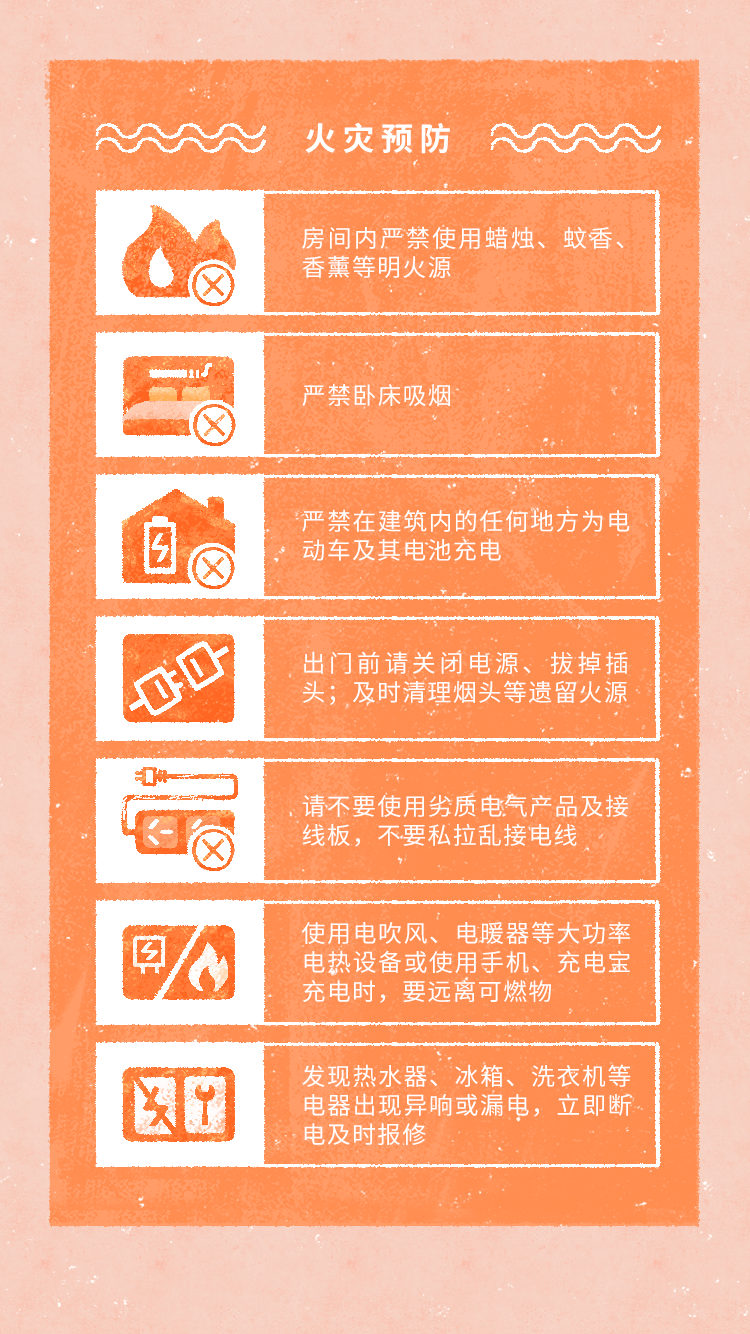 火灾预防
房间内严禁使用蜡烛、蚊香、
香薰等明火源
严禁卧床吸烟
严禁在建筑内的任何地方为电
动车及其电池充电
出门前请关闭电源、拔掉插
头；及时清理烟头等遗留火源
请不要使用劣质电气产品及接
线板，不要私拉乱接电线
使用电吹风、电暖器等大功率
电热设备或使用手机、充电宝
充电时，要远离可燃物
发现热水器、冰箱、洗衣机等
电器出现异响或漏电，立即断
电及时报修